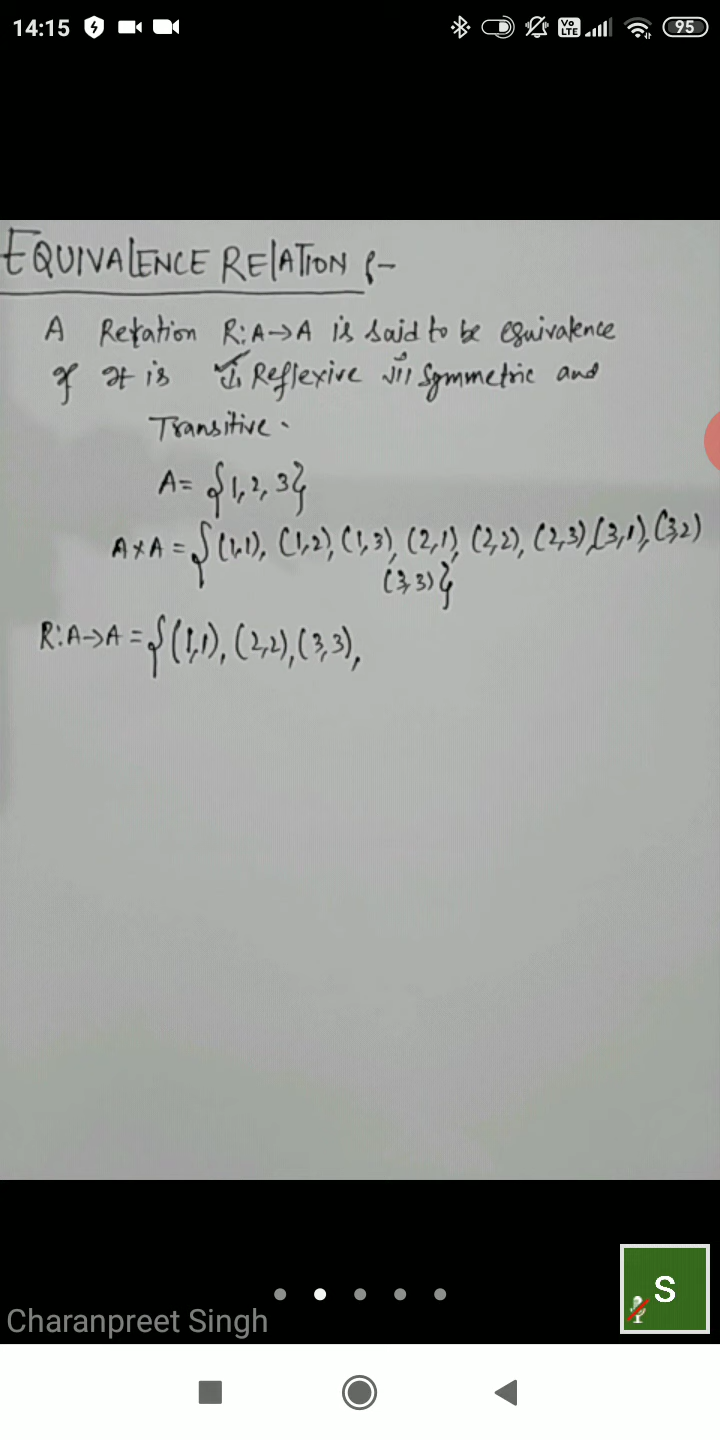 14:15 Vo LTE 95
EQUIVALENCE RELATION :-
A Relation R:A→A is said to be equivalence
if It is i) Reflexive ii) Symmetric and
Transitive.
A= {1, 2, 3}
A×A = {(1,1), (1,2), (1,3), (2,1), (2,2), (2,3), (3,1), (3,2)
(3,3)}
R:A→A = {(1,1), (2,2), (3,3),
S
Charanpreet Singh